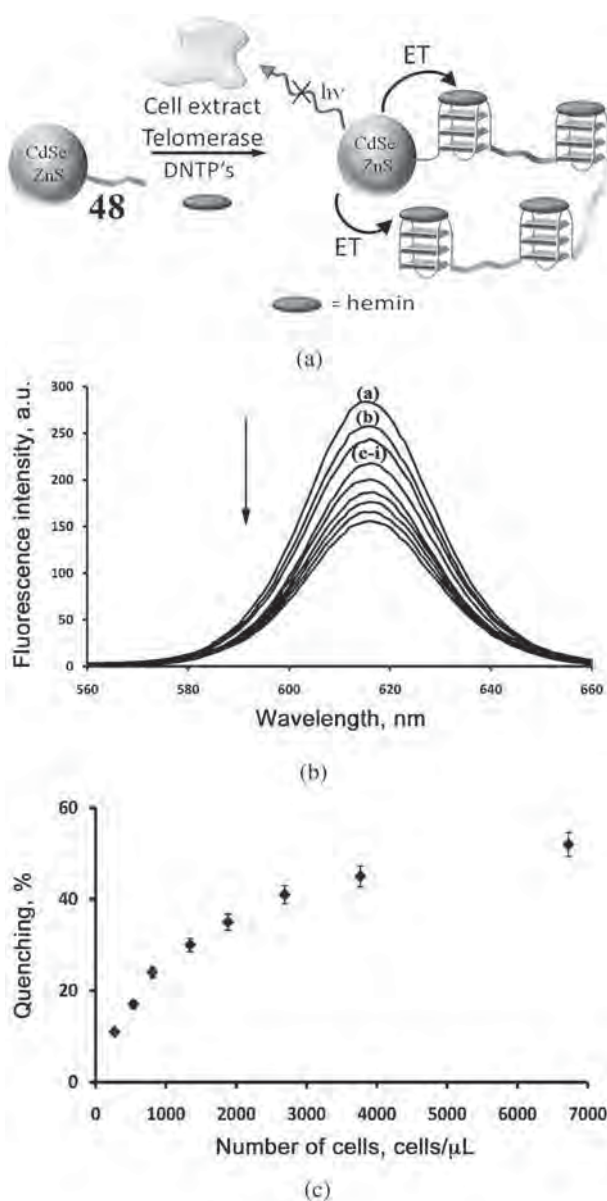 ET
hν
Cell extract
Telomerase
DNTP's
CdSe
ZnS
48
CdSe
ZnS
ET
= hemin
(a)
300
250
200
150
100
50
0
Fluorescence intensity, a.u.
(a)
(b)
(c-i)
560 580 600 620 640 660
Wavelength, nm
(b)
60
40
20
0
Quenching, %
0 1000 2000 3000 4000 5000 6000 7000
Number of cells, cells/μL
(c)